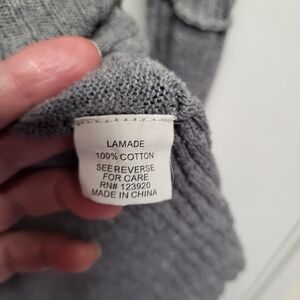 LAMADE
100% COTTON
SEE REVERSE
FOR CARE
RN# 123920
MADE IN CHINA